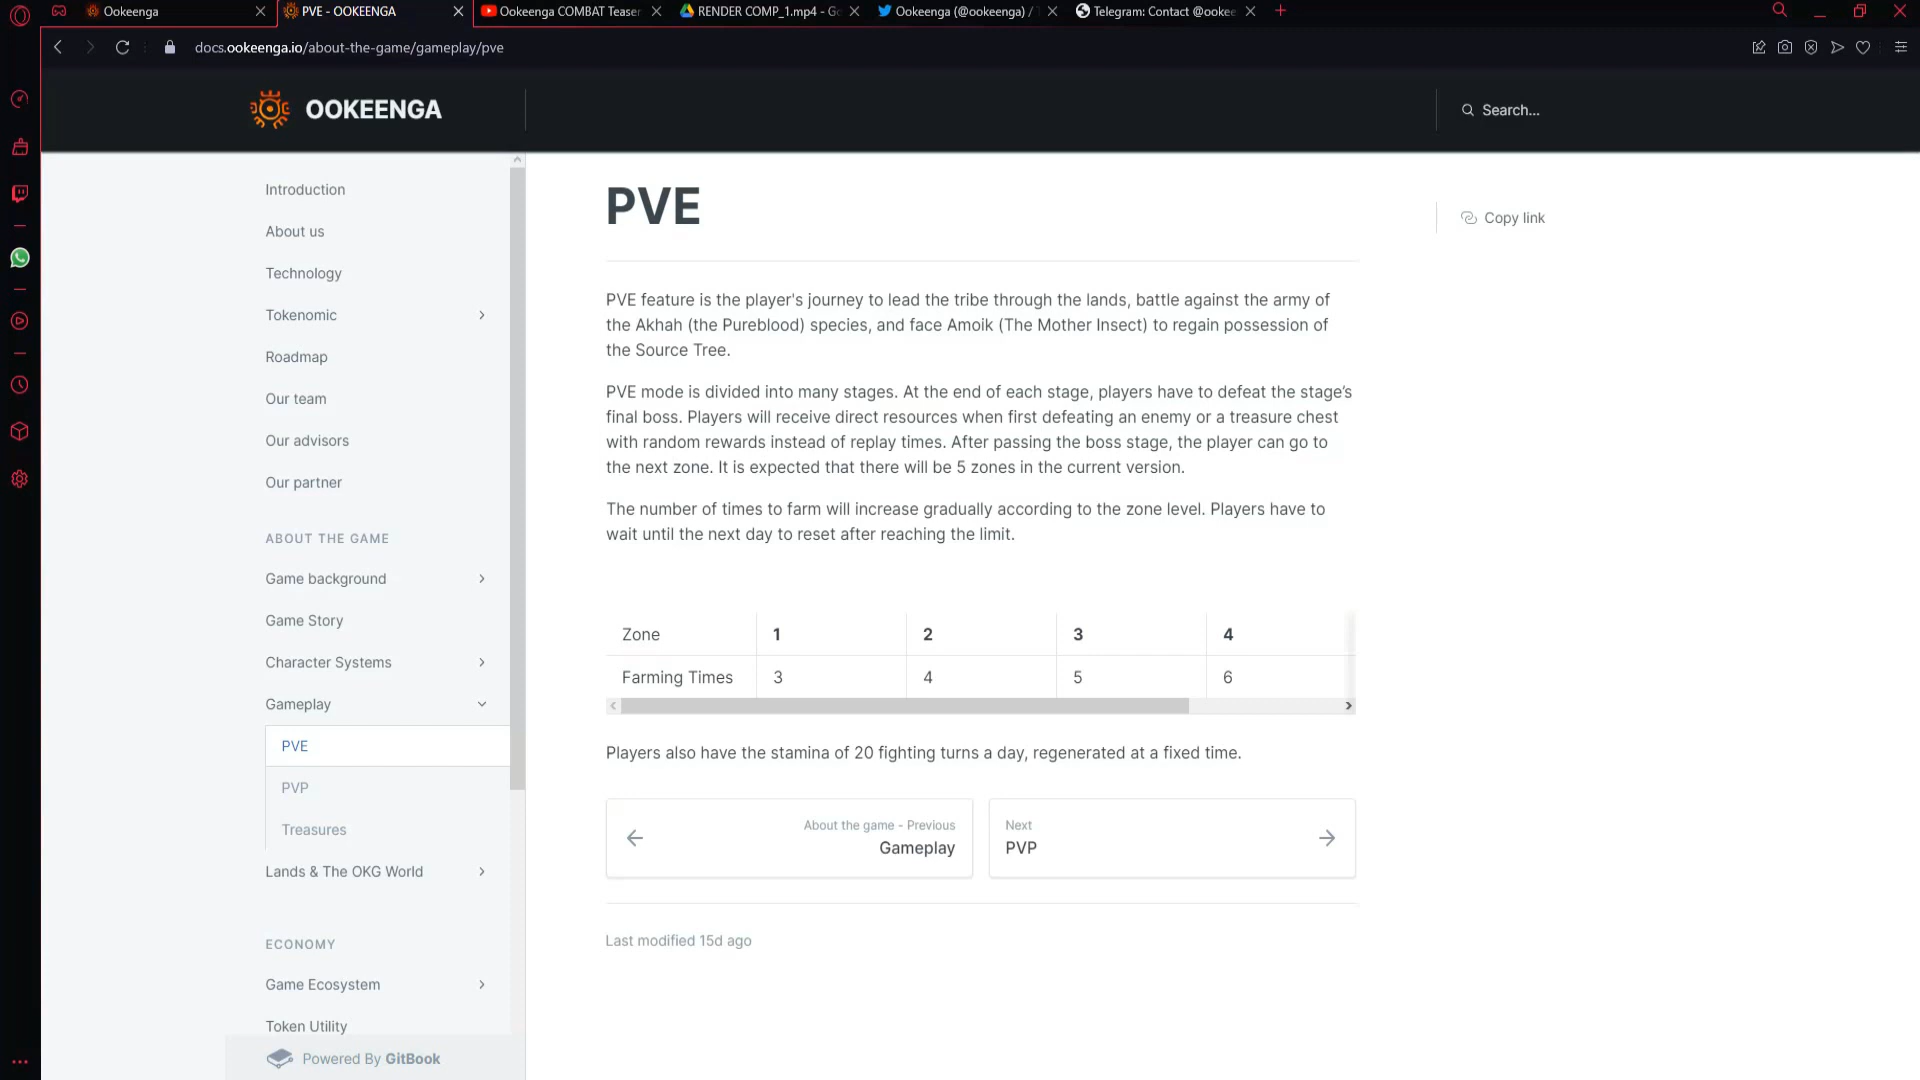 Ookeenga
PVE - OOKEENGA
Ookeenga COMBAT Teaser
RENDER COMP_1.mp4 - Go
Ookeenga (@ookeenga) / T
Telegram: Contact @ookee
docs.ookeenga.io/about-the-game/gameplay/pve
OOKEENGA
Search...
Introduction
About us
Technology
Tokenomic
Roadmap
Our team
Our advisors
Our partner
ABOUT THE GAME
Game background
Game Story
Character Systems
Gameplay
PVE
PVP
Treasures
Lands & The OKG World
ECONOMY
Game Ecosystem
Token Utility
Powered By GitBook
PVE
Copy link
PVE feature is the player's journey to lead the tribe through the lands, battle against the army of
the Akhah (the Pureblood) species, and face Amoik (The Mother Insect) to regain possession of
the Source Tree.
PVE mode is divided into many stages. At the end of each stage, players have to defeat the stage’s
final boss. Players will receive direct resources when first defeating an enemy or a treasure chest
with random rewards instead of replay times. After passing the boss stage, the player can go to
the next zone. It is expected that there will be 5 zones in the current version.
The number of times to farm will increase gradually according to the zone level. Players have to
wait until the next day to reset after reaching the limit.
Zone 1 2 3 4
Farming Times 3 4 5 6
Players also have the stamina of 20 fighting turns a day, regenerated at a fixed time.
About the game - Previous
Gameplay
Next
PVP
Last modified 15d ago